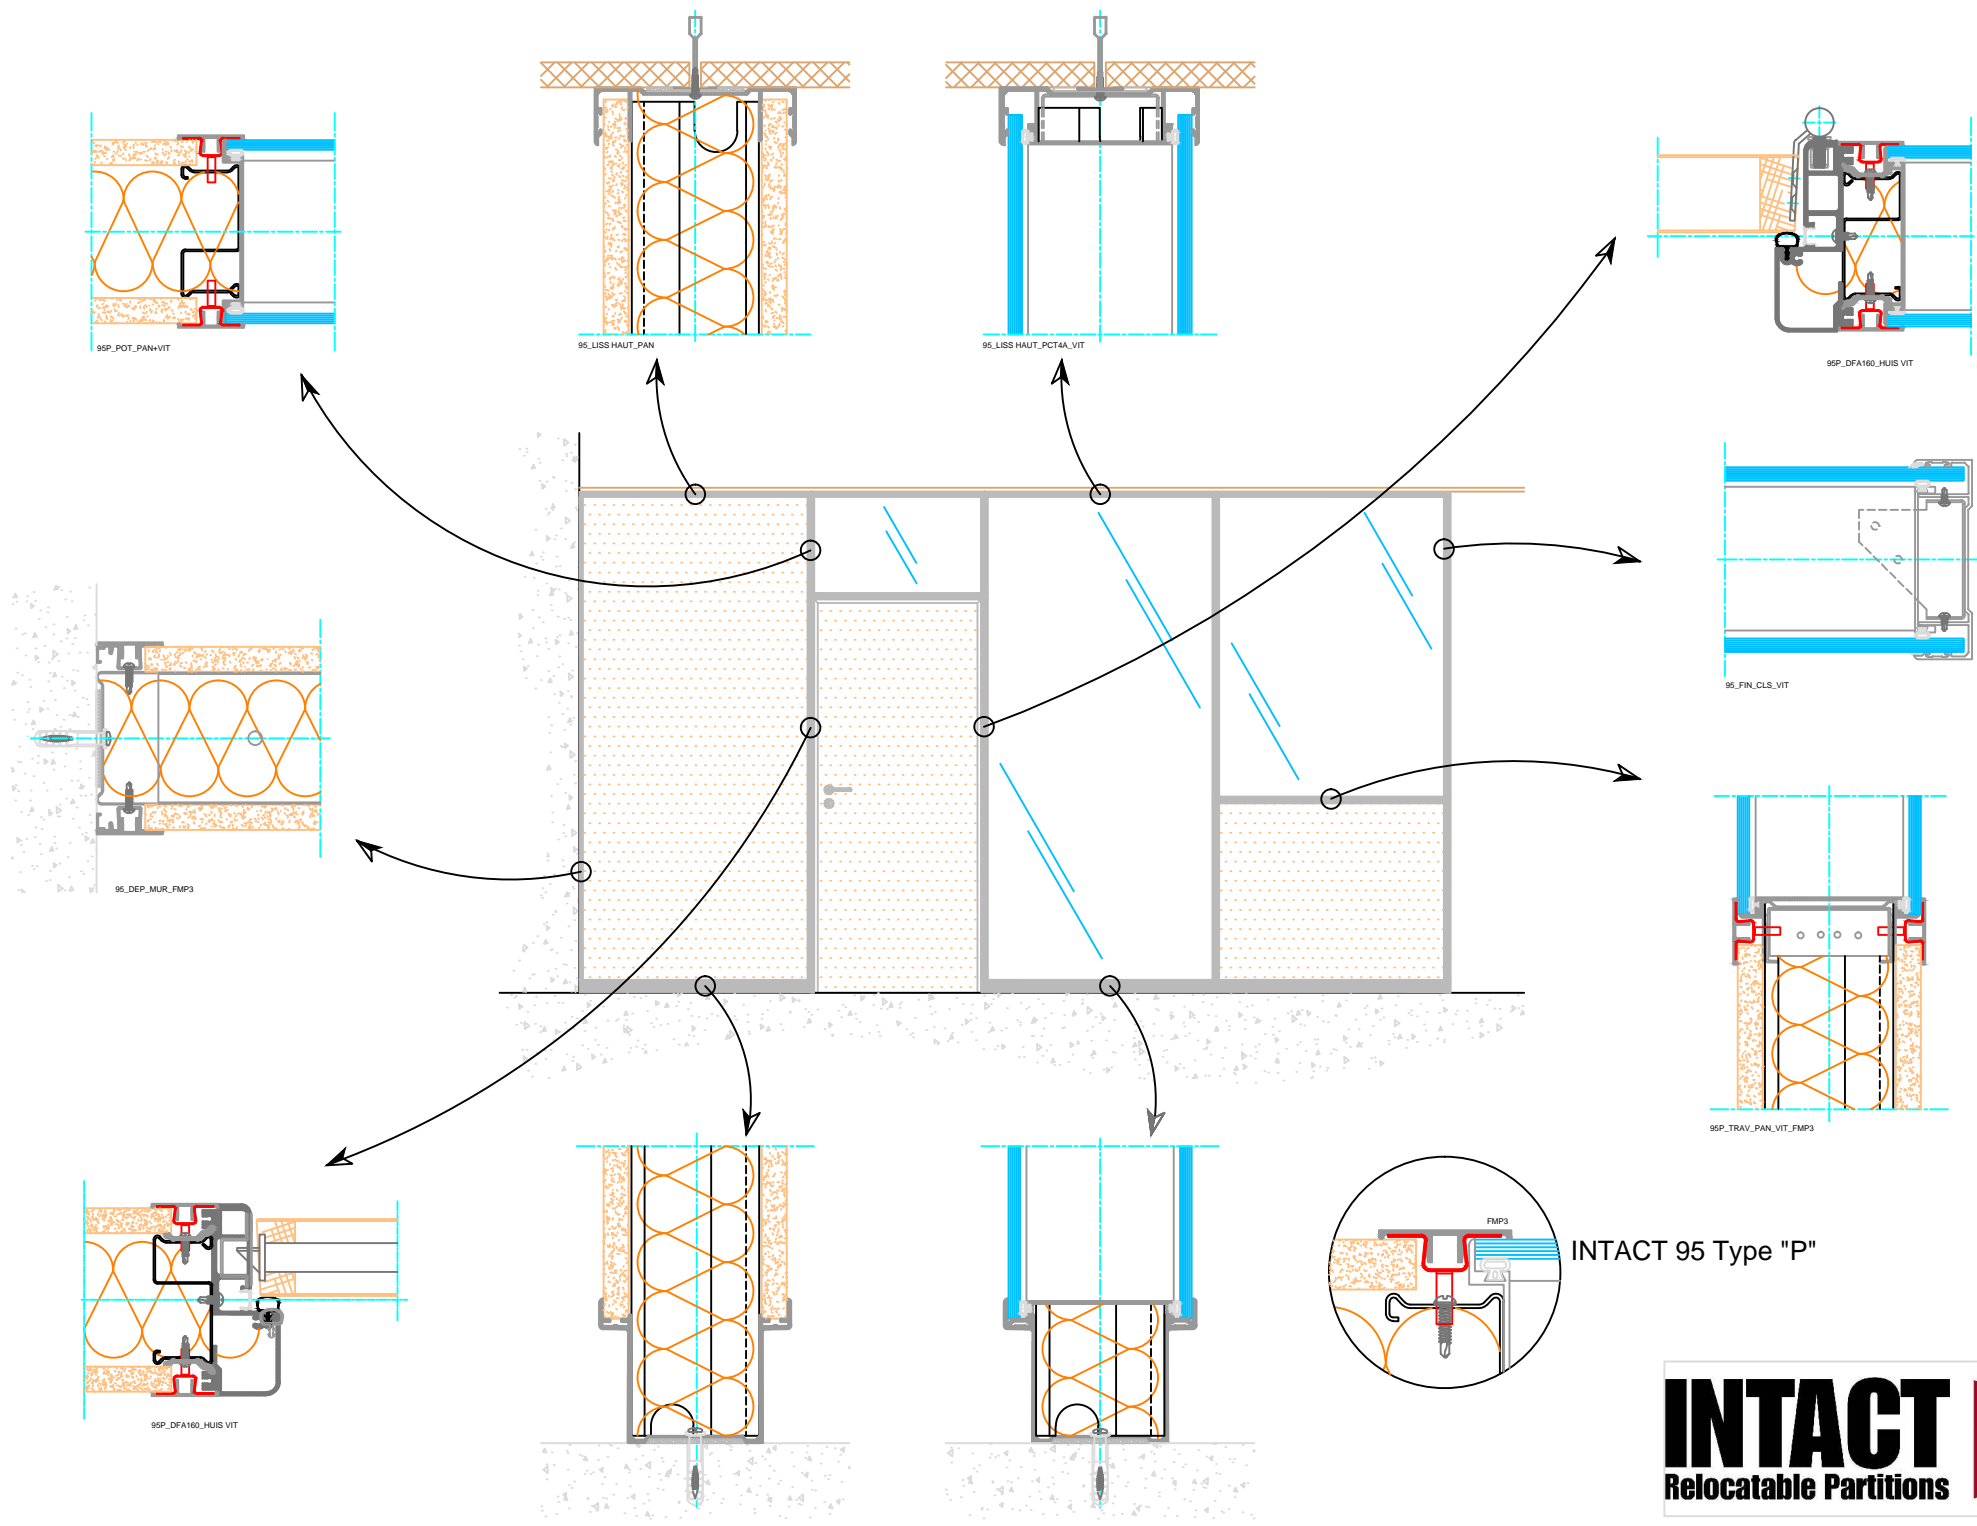 95P_POT_PAN+VIT
95_LISS HAUT_PAN
95_LISS HAUT_PCT4A_VIT
95P_DFA160_HUIS VIT
95_FIN_CLS_VIT
95_DEP_MUR_FMP3
95P_TRAV_PAN_VIT_FMP3
FMP3
INTACT 95 Type "P"
95P_DFA160_HUIS VIT
INTACT
Relocatable Partitions